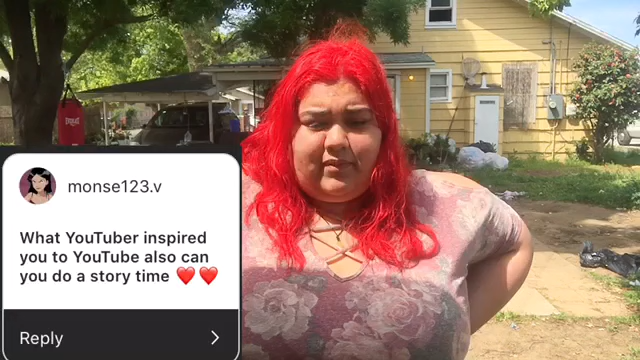 monse123.v
What YouTuber inspired
you to YouTube also can
you do a story time ❤️❤️
Reply
EVERLAST